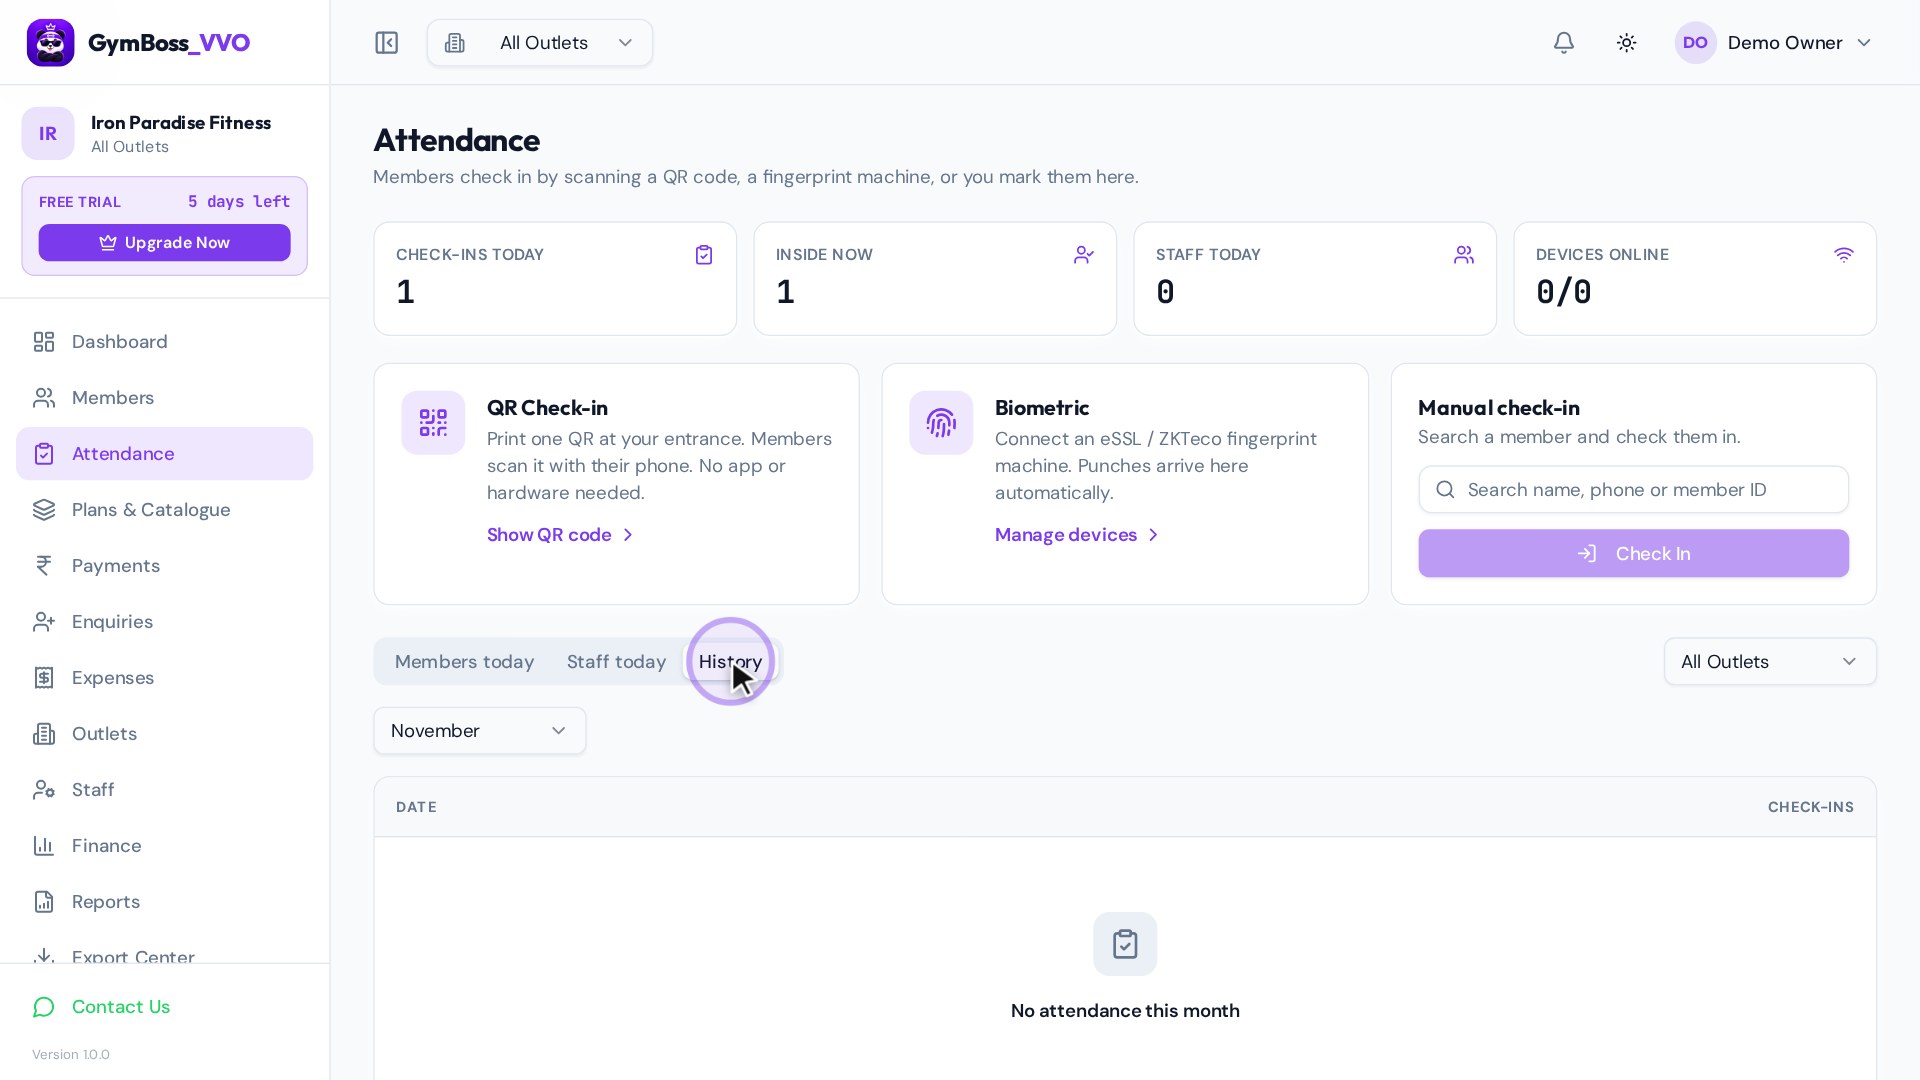 GymBoss_VVO
All Outlets
DO
Demo Owner
IR
Iron Paradise Fitness
All Outlets
FREE TRIAL
5 days left
Upgrade Now
Dashboard
Members
Attendance
Plans & Catalogue
Payments
Enquiries
Expenses
Outlets
Staff
Finance
Reports
Export Center
Contact Us
Version 1.0.0
Attendance
Members check in by scanning a QR code, a fingerprint machine, or you mark them here.
CHECK-INS TODAY
1
INSIDE NOW
1
STAFF TODAY
0
DEVICES ONLINE
0/0
QR Check-in
Print one QR at your entrance. Members
scan it with their phone. No app or
hardware needed.
Show QR code
Biometric
Connect an eSSL / ZKTeco fingerprint
machine. Punches arrive here
automatically.
Manage devices
Manual check-in
Search a member and check them in.
Search name, phone or member ID
Check In
Members today
Staff today
History
All Outlets
November
DATE
CHECK-INS
No attendance this month